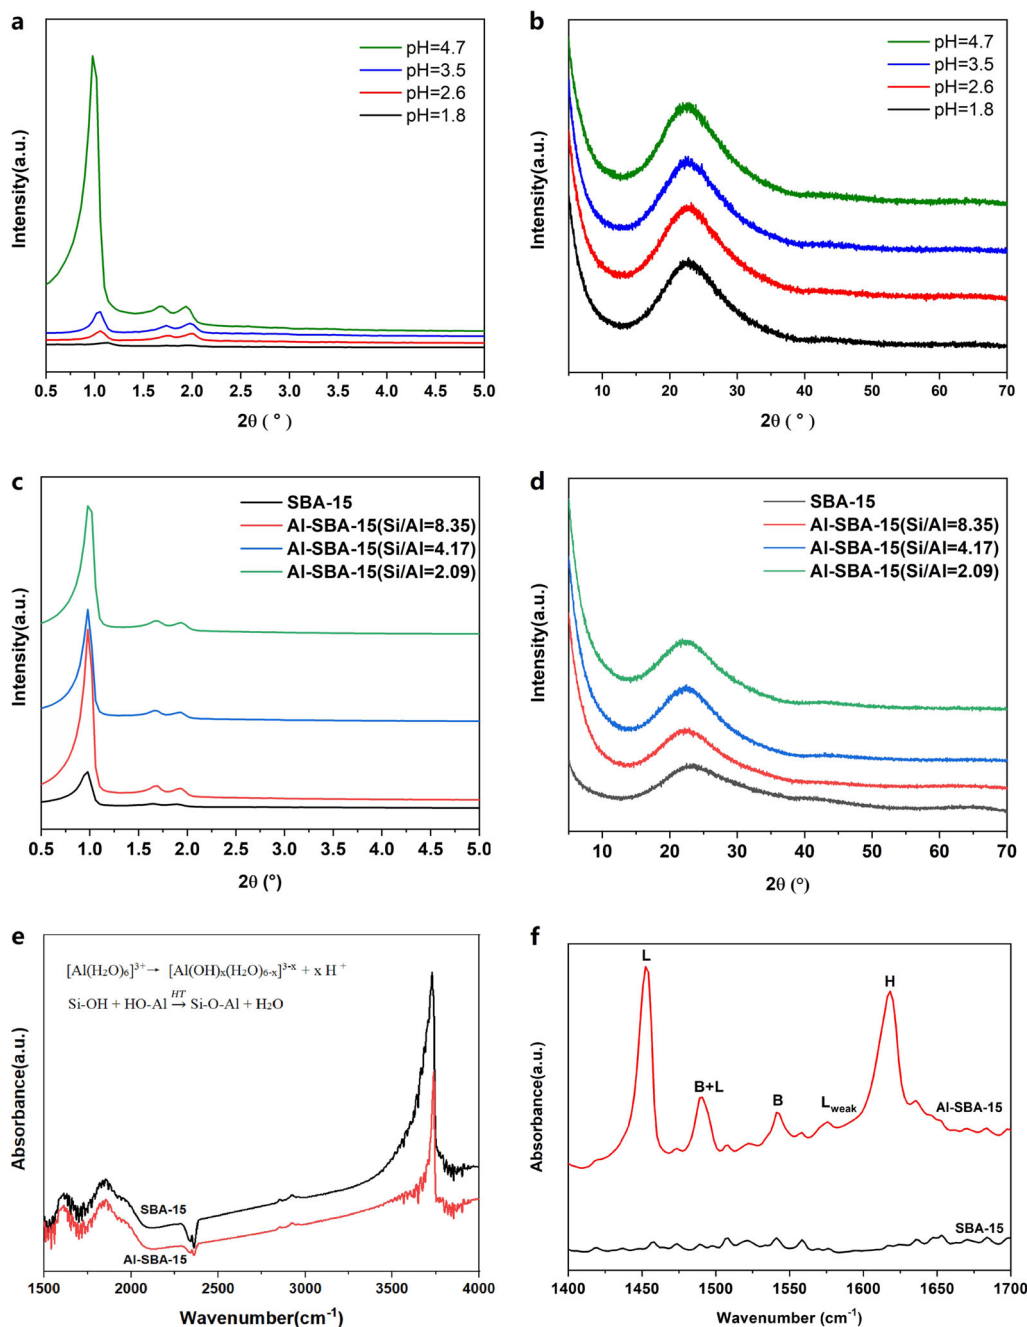 a
pH=4.7
pH=3.5
pH=2.6
pH=1.8
Intensity(a.u.)
0.5 1.0 1.5 2.0 2.5 3.0 3.5 4.0 4.5 5.0
2θ ( ° )
b
pH=4.7
pH=3.5
pH=2.6
pH=1.8
Intensity(a.u.)
10 20 30 40 50 60 70
2θ ( ° )
c
SBA-15
Al-SBA-15(Si/Al=8.35)
Al-SBA-15(Si/Al=4.17)
Al-SBA-15(Si/Al=2.09)
Intensity(a.u.)
0.5 1.0 1.5 2.0 2.5 3.0 3.5 4.0 4.5 5.0
2θ (°)
d
SBA-15
Al-SBA-15(Si/Al=8.35)
Al-SBA-15(Si/Al=4.17)
Al-SBA-15(Si/Al=2.09)
Intensity(a.u.)
10 20 30 40 50 60 70
2θ (°)
e
[Al(H₂O)₆]³⁺→ [Al(OH)ₓ(H₂O)₆₋ₓ]³⁻ˣ + x H ⁺
Si-OH + HO-Al →HT Si-O-Al + H₂O
SBA-15
Al-SBA-15
Absorbance(a.u.)
1500 2000 2500 3000 3500 4000
Wavenumber(cm⁻¹)
f
L
H
B+L
B
Lweak
Al-SBA-15
SBA-15
Absorbance(a.u.)
1400 1450 1500 1550 1600 1650 1700
Wavenumber (cm⁻¹)